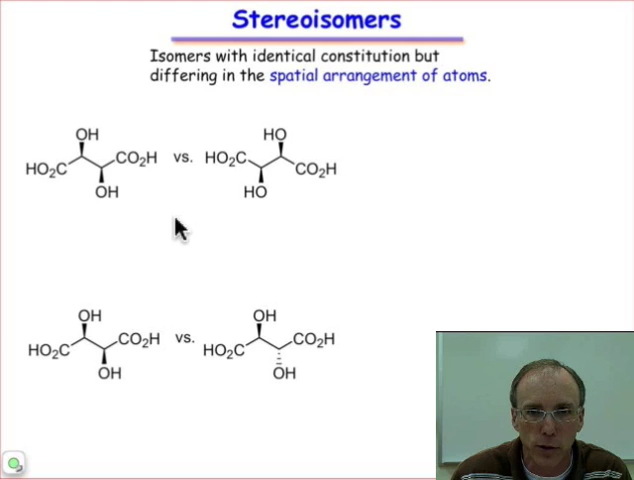 Stereoisomers
Isomers with identical constitution but
differing in the spatial arrangement of atoms.
OH HO
HO₂C CO₂H vs. HO₂C CO₂H
OH HO
OH OH
HO₂C CO₂H vs. HO₂C CO₂H
OH OH